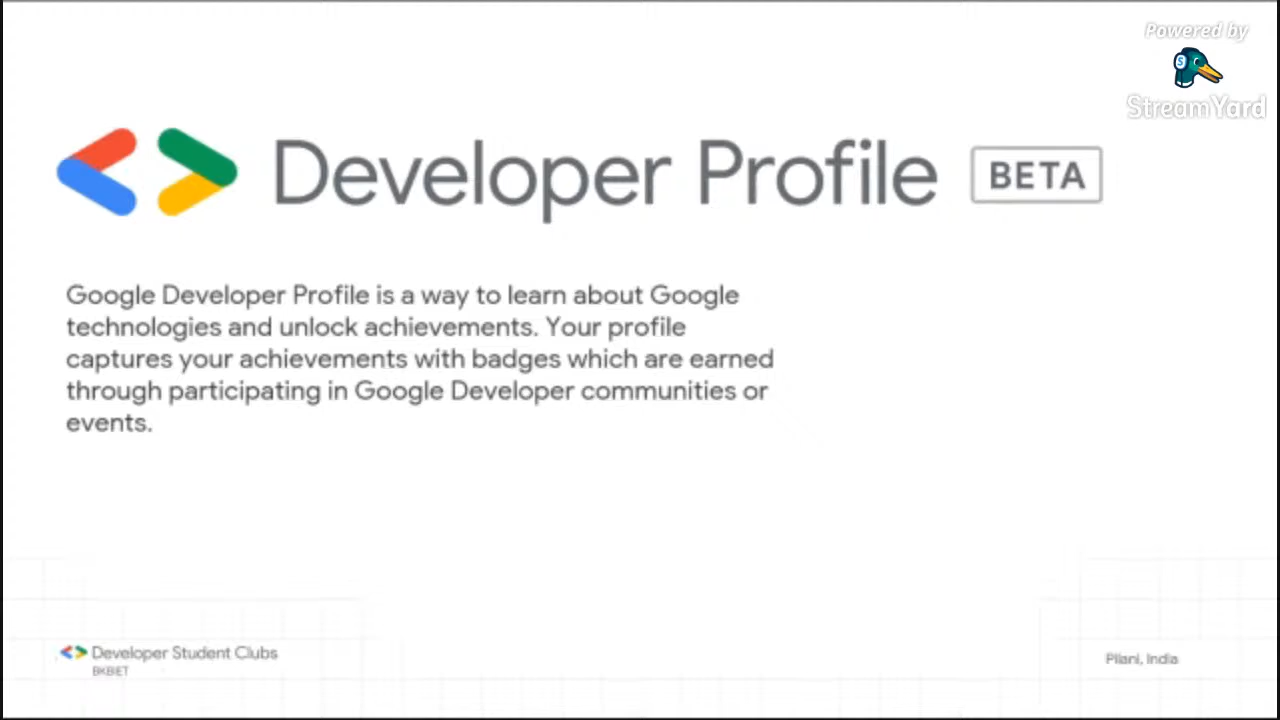 Powered by
StreamYard
Developer Profile BETA
Google Developer Profile is a way to learn about Google
technologies and unlock achievements. Your profile
captures your achievements with badges which are earned
through participating in Google Developer communities or
events.
Developer Student Clubs
BKBIET
Pilani, India